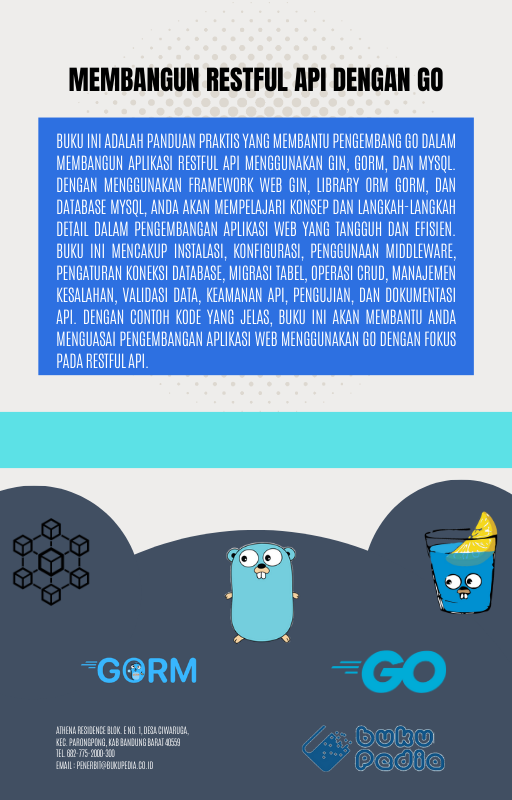 MEMBANGUN RESTFUL API DENGAN GO
BUKU INI ADALAH PANDUAN PRAKTIS YANG MEMBANTU PENGEMBANG GO DALAM
MEMBANGUN APLIKASI RESTFUL API MENGGUNAKAN GIN, GORM, DAN MYSQL.
DENGAN MENGGUNAKAN FRAMEWORK WEB GIN, LIBRARY ORM GORM, DAN
DATABASE MYSQL, ANDA AKAN MEMPELAJARI KONSEP DAN LANGKAH-LANGKAH
DETAIL DALAM PENGEMBANGAN APLIKASI WEB YANG TANGGUH DAN EFISIEN.
BUKU INI MENCAKUP INSTALASI, KONFIGURASI, PENGGUNAAN MIDDLEWARE,
PENGATURAN KONEKSI DATABASE, MIGRASI TABEL, OPERASI CRUD, MANAJEMEN
KESALAHAN, VALIDASI DATA, KEAMANAN API, PENGUJIAN, DAN DOKUMENTASI
API. DENGAN CONTOH KODE YANG JELAS, BUKU INI AKAN MEMBANTU ANDA
MENGUASAI PENGEMBANGAN APLIKASI WEB MENGGUNAKAN GO DENGAN FOKUS
PADA RESTFUL API.
GORM
GO
ATHENA RESIDENCE BLOK. E NO. 1, DESA CIWARUGA,
KEC. PARONGPONG, KAB BANDUNG BARAT 40559
TEL. 682-775-2000-300
EMAIL : PENERBIT@BUKUPEDIA.CO.ID
buku
Pedia